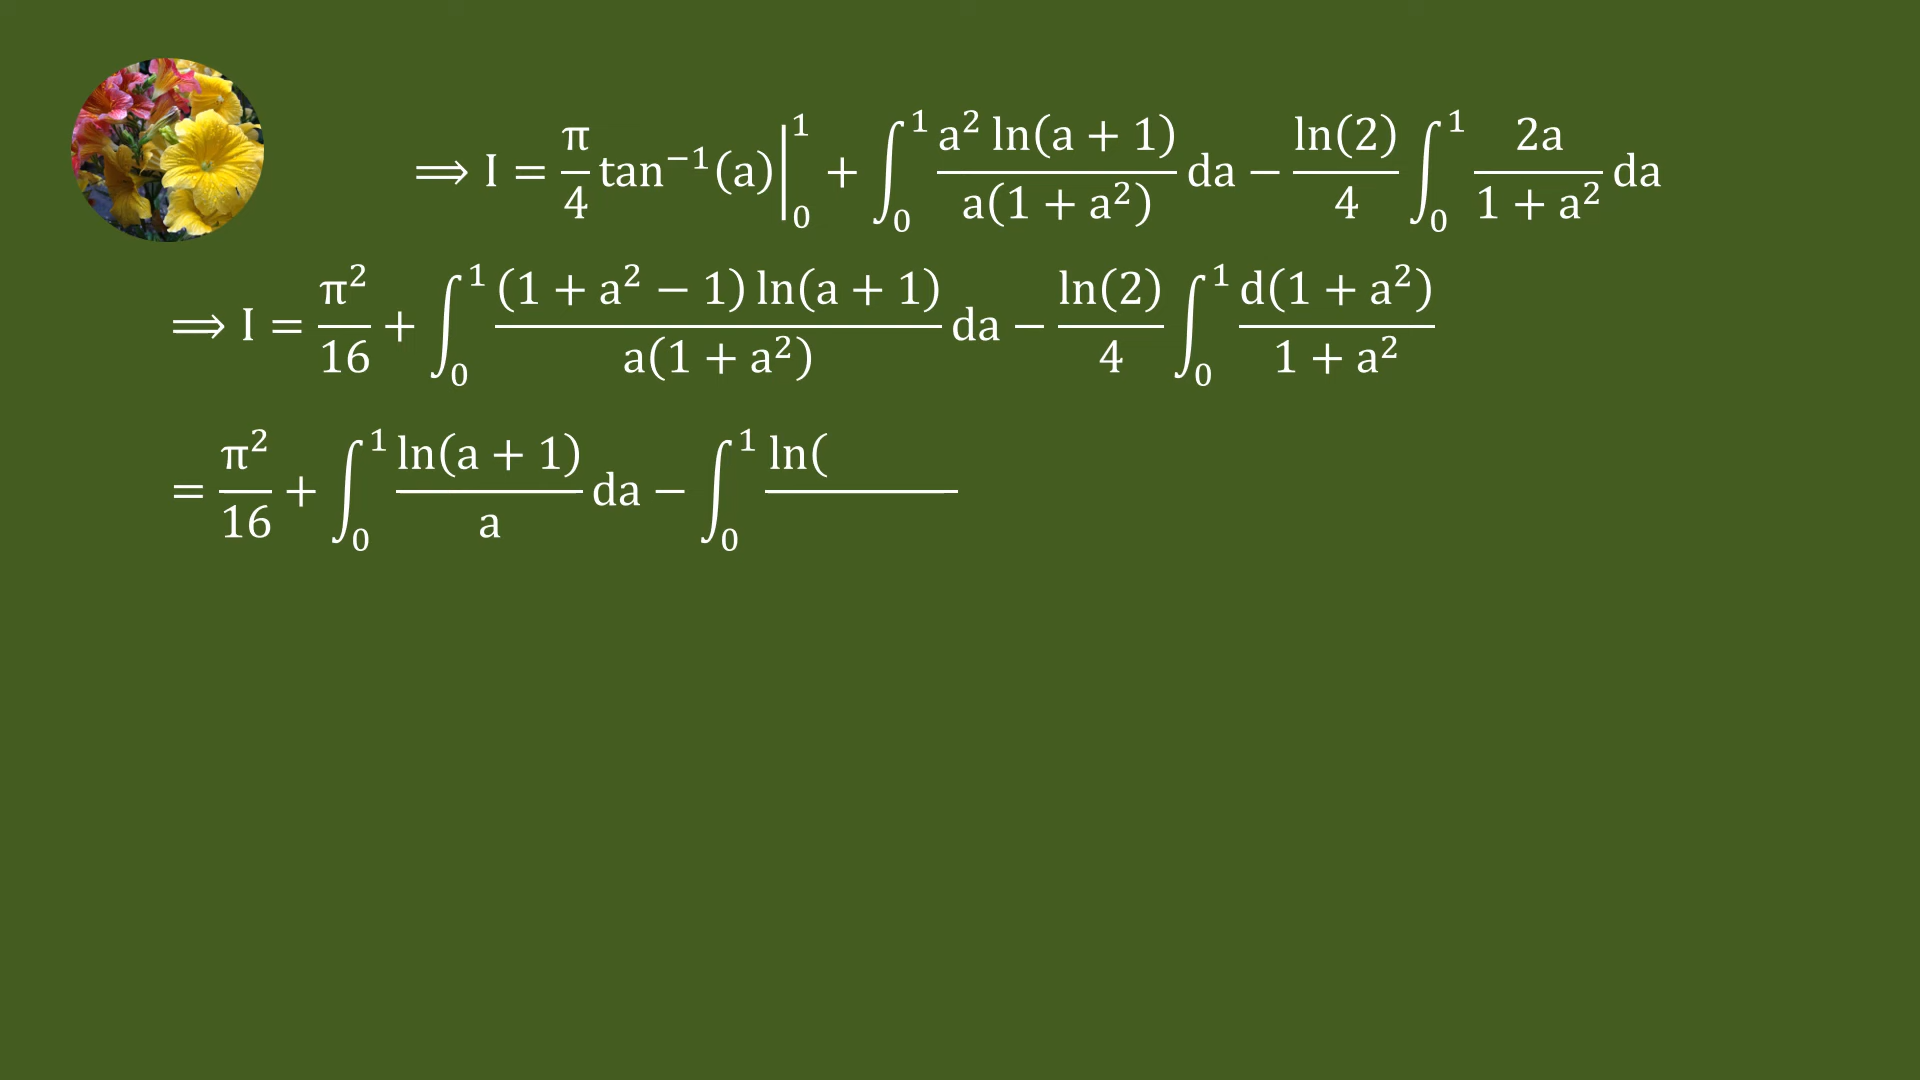 ⟹ I = π/4 tan⁻¹(a)|₀¹ + ∫₀¹ a² ln(a + 1)/a(1 + a²) da − ln(2)/4 ∫₀¹ 2a/1 + a² da
⟹ I = π²/16 + ∫₀¹ (1 + a² − 1) ln(a + 1)/a(1 + a²) da − ln(2)/4 ∫₀¹ d(1 + a²)/1 + a²
= π²/16 + ∫₀¹ ln(a + 1)/a da − ∫₀¹ ln(